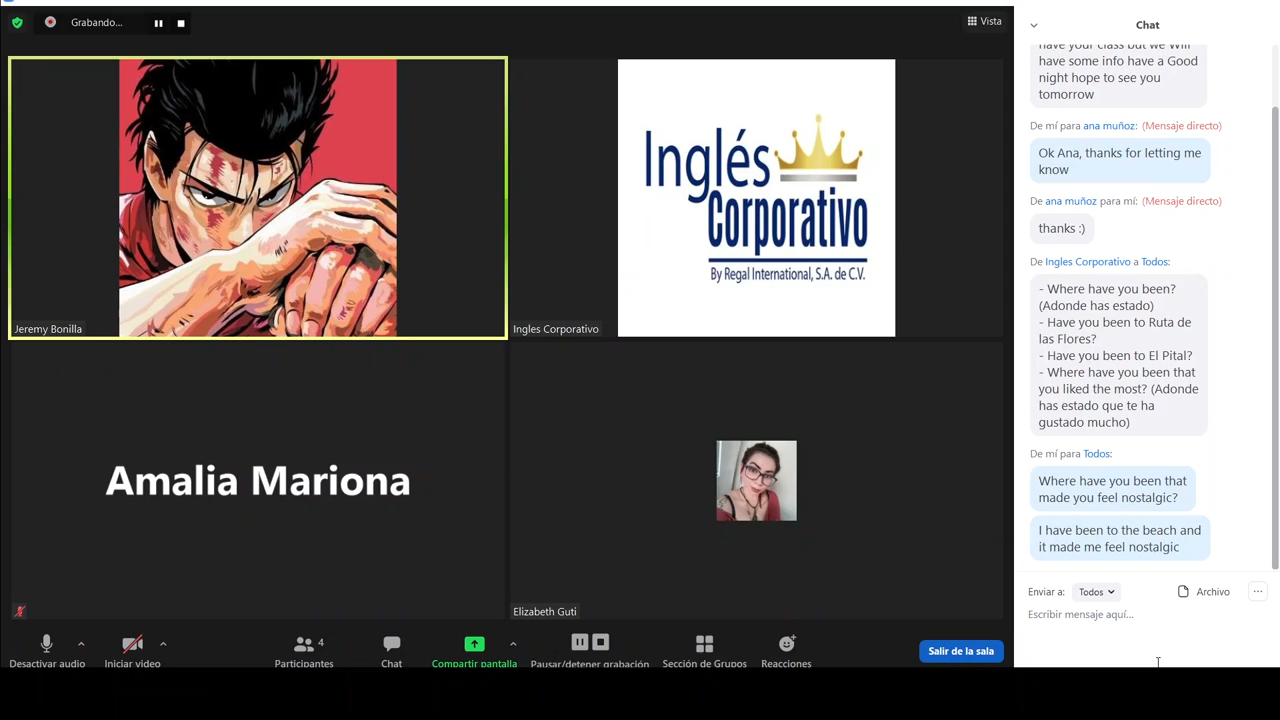 Grabando...
Vista
Jeremy Bonilla
Inglés
Corporativo
By Regal International, S.A. de C.V.
Ingles Corporativo
Amalia Mariona
Elizabeth Guti
Desactivar audio
Iniciar video
4
Participantes
Chat
Compartir pantalla
Pausar/detener grabación
Sección de Grupos
Reacciones
Salir de la sala
Chat
have your class but we Will
have some info have a Good
night hope to see you
tomorrow
De mí para ana muñoz: (Mensaje directo)
Ok Ana, thanks for letting me
know
De ana muñoz para mí: (Mensaje directo)
thanks :)
De Ingles Corporativo a Todos:
- Where have you been?
(Adonde has estado)
- Have you been to Ruta de
las Flores?
- Have you been to El Pital?
- Where have you been that
you liked the most? (Adonde
has estado que te ha
gustado mucho)
De mí para Todos:
Where have you been that
made you feel nostalgic?
I have been to the beach and
it made me feel nostalgic
Enviar a: Todos
Archivo
Escribir mensaje aquí...